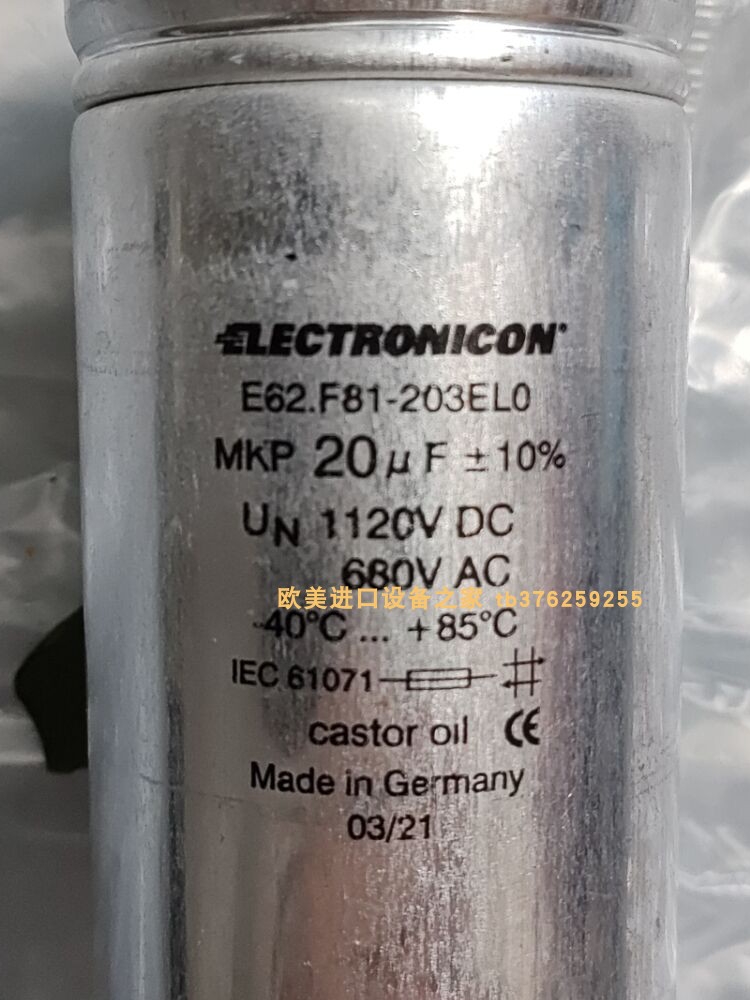 ELECTRONICON®
E62.F81-203EL0
MKP 20µF ±10%
UN 1120V DC
680V AC
欧美进口设备之家 tb376259255
-40°C ... +85°C
IEC 61071
castor oil CE
Made in Germany
03/21